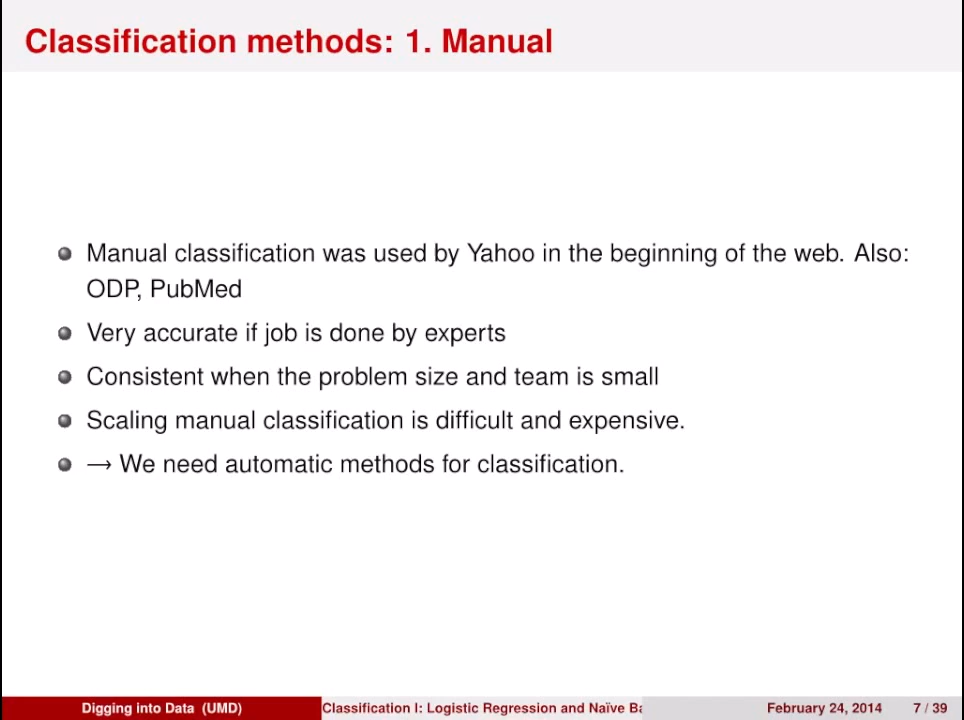 Classification methods: 1. Manual
Manual classification was used by Yahoo in the beginning of the web. Also:
ODP, PubMed
Very accurate if job is done by experts
Consistent when the problem size and team is small
Scaling manual classification is difficult and expensive.
→ We need automatic methods for classification.
Digging into Data (UMD)
Classification I: Logistic Regression and Naïve
February 24, 2014
7 / 39